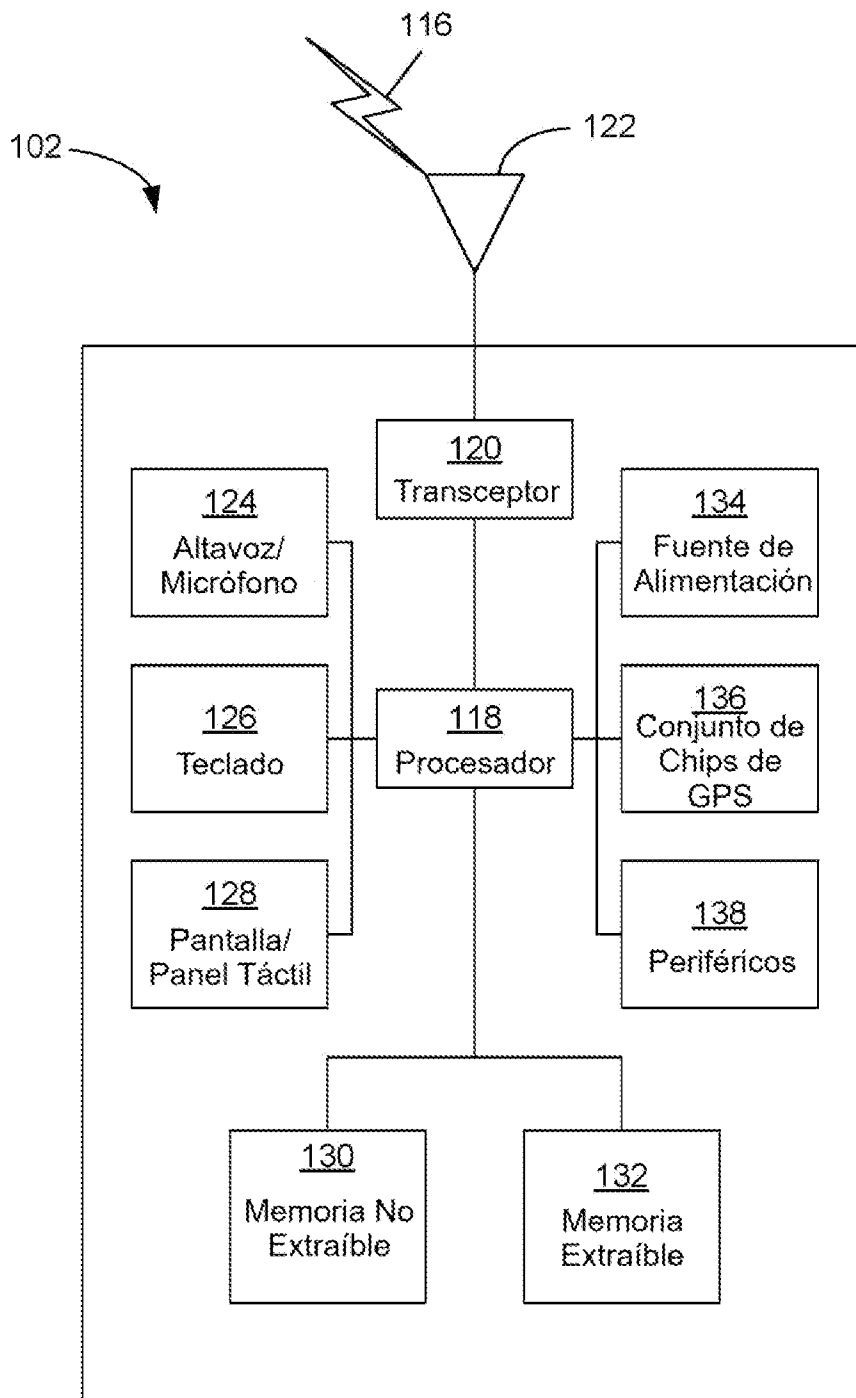 116
122
102
120
Transceptor
124
Altavoz/
Micrófono
134
Fuente de
Alimentación
126
Teclado
118
Procesador
136
Conjunto de
Chips de
GPS
128
Pantalla/
Panel Táctil
138
Periféricos
130
Memoria No
Extraíble
132
Memoria
Extraíble